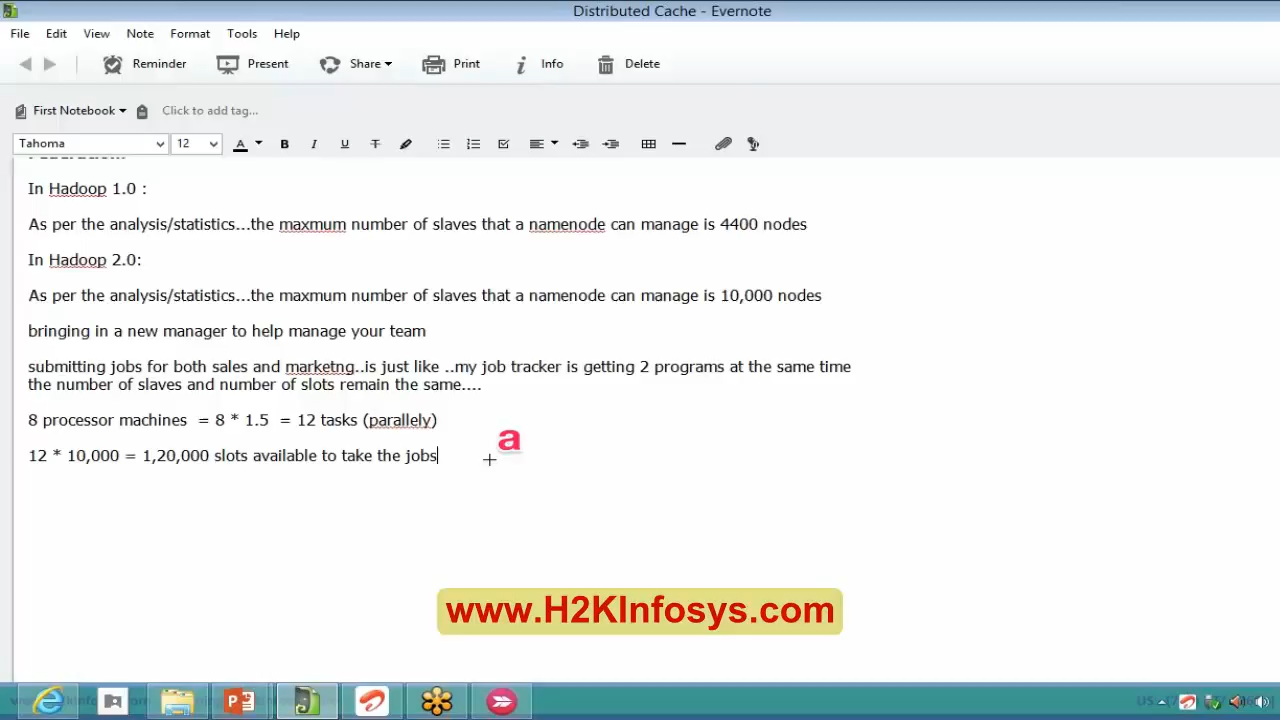 Distributed Cache - Evernote
File Edit View Note Format Tools Help
Reminder Present Share Print Info Delete
First Notebook Click to add tag...
Tahoma 12 A B I U T
In Hadoop 1.0 :
As per the analysis/statistics...the maxmum number of slaves that a namenode can manage is 4400 nodes
In Hadoop 2.0:
As per the analysis/statistics...the maxmum number of slaves that a namenode can manage is 10,000 nodes
bringing in a new manager to help manage your team
submitting jobs for both sales and marketng..is just like ..my job tracker is getting 2 programs at the same time
the number of slaves and number of slots remain the same....
8 processor machines = 8 * 1.5 = 12 tasks (parallely)
a
12 * 10,000 = 1,20,000 slots available to take the jobs
www.H2KInfosys.com
US